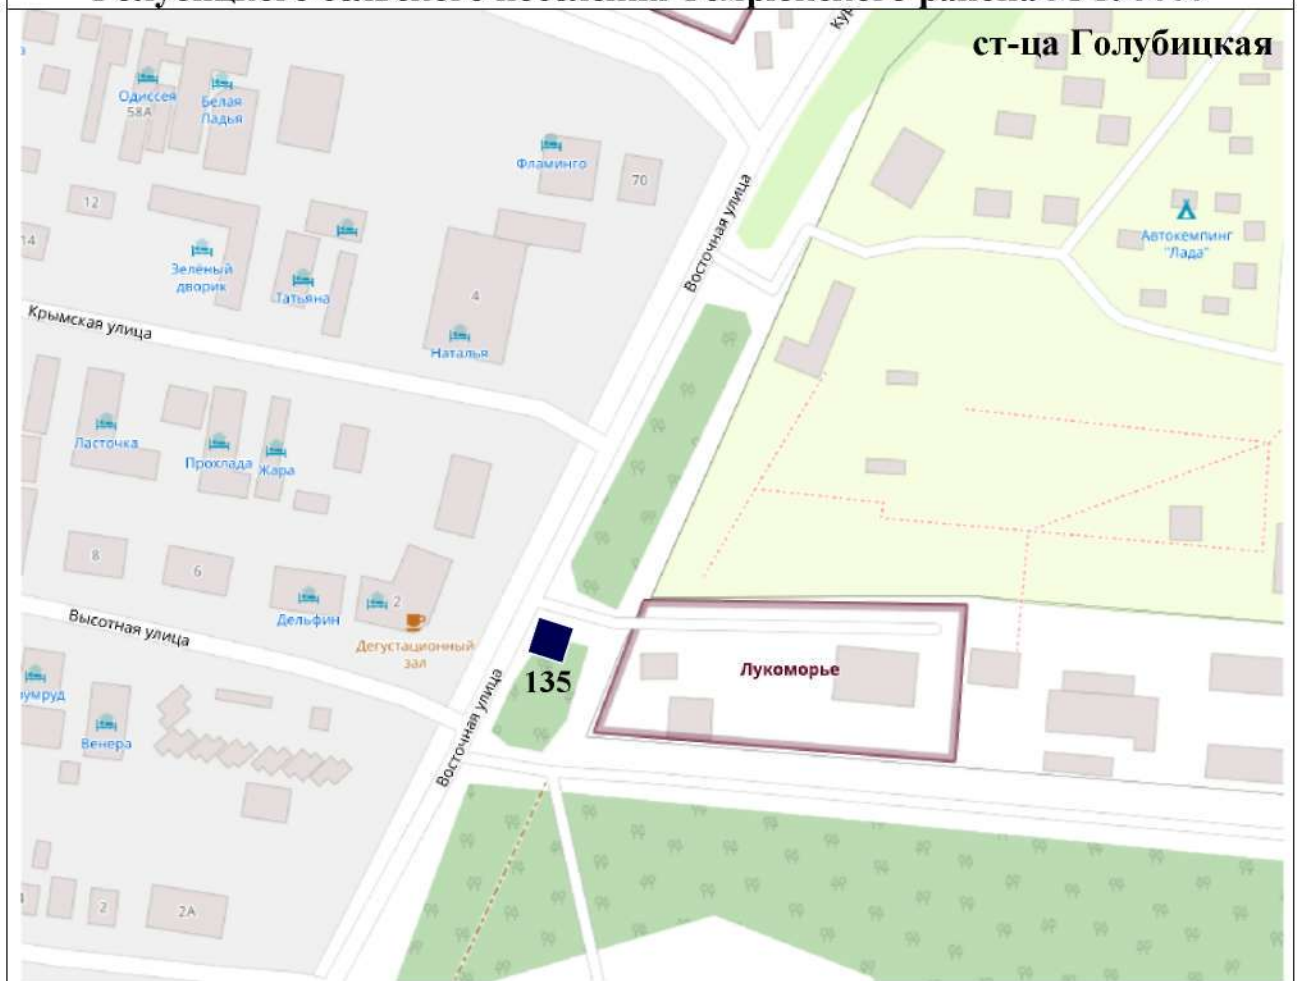 ст-ца Голубицкая
Одиссея
58А
Белая
Ладья
Фламинго
70
12
14
Зелёный
дворик
Татьяна
4
Наталья
Восточная улица
Автокемпинг
"Лада"
Крымская улица
Ласточка
Прохлада
Жара
8
6
Дельфин
2
Дегустационный
зал
Высотная улица
135
Лукоморье
Восточная улица
Венера
2
2А